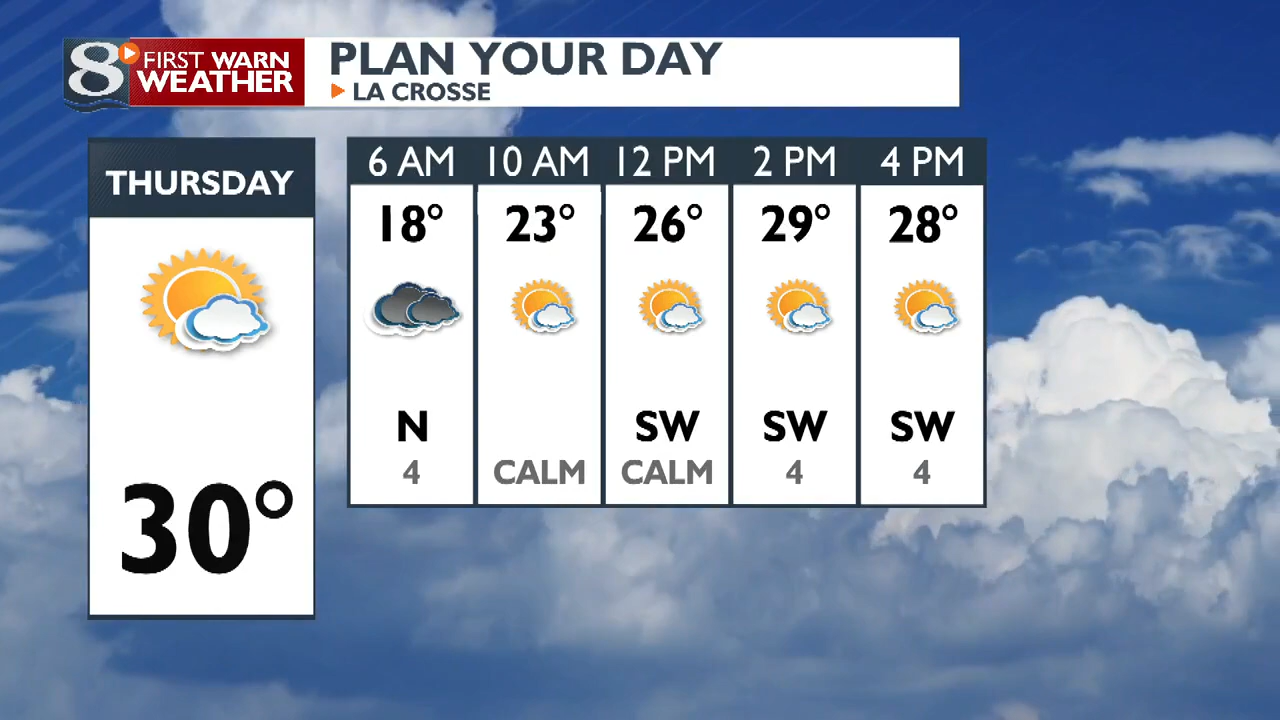 8 FIRST WARN
WEATHER
PLAN YOUR DAY
LA CROSSE
THURSDAY
30°
6 AM 10 AM 12 PM 2 PM 4 PM
18° 23° 26° 29° 28°
N SW SW SW
4 CALM CALM 4 4